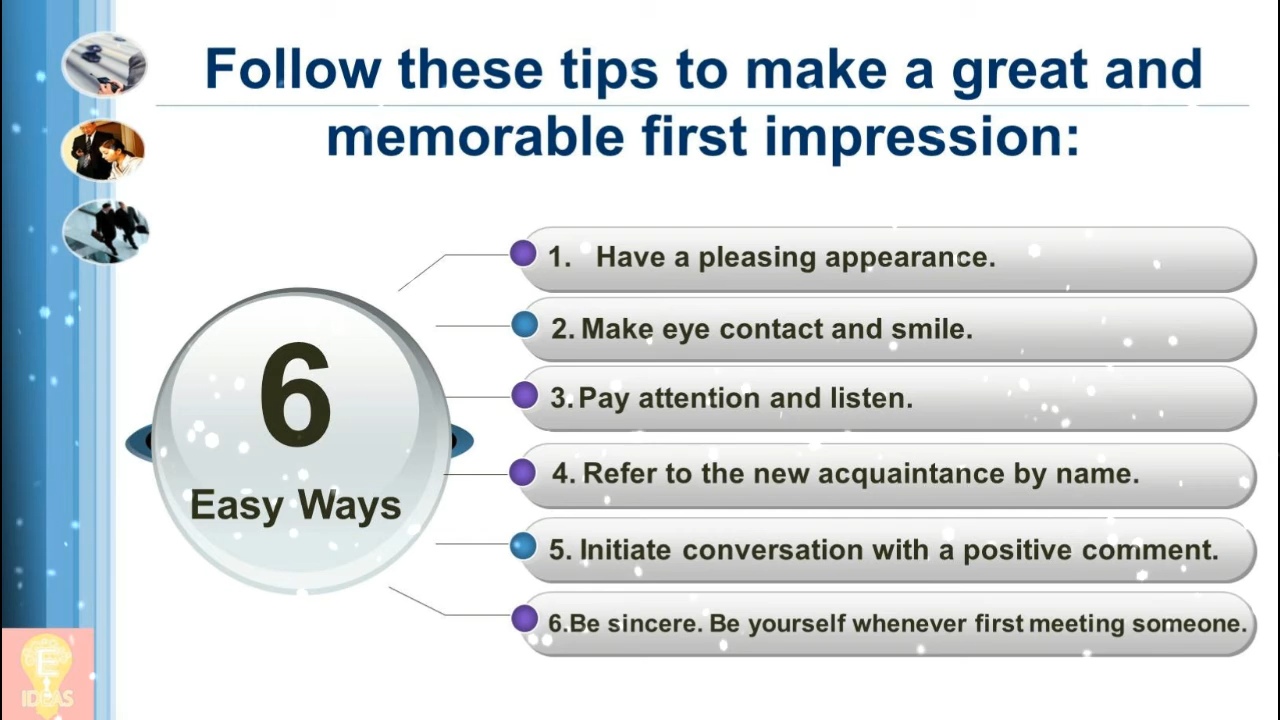 Follow these tips to make a great and
memorable first impression:
6
Easy Ways
1. Have a pleasing appearance.
2. Make eye contact and smile.
3. Pay attention and listen.
4. Refer to the new acquaintance by name.
5. Initiate conversation with a positive comment.
6.Be sincere. Be yourself whenever first meeting someone.
E
IDEAS